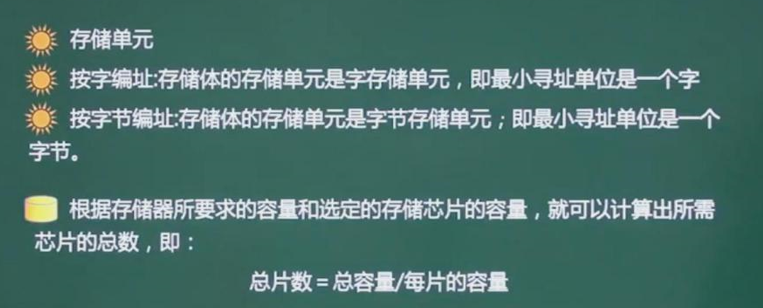 存储单元
按字编址:存储体的存储单元是字存储单元，即最小寻址单位是一个字
按字节编址:存储体的存储单元是字节存储单元；即最小寻址单位是一个
字节。
根据存储器所要求的容量和选定的存储芯片的容量，就可以计算出所需
芯片的总数，即：
总片数＝总容量/每片的容量